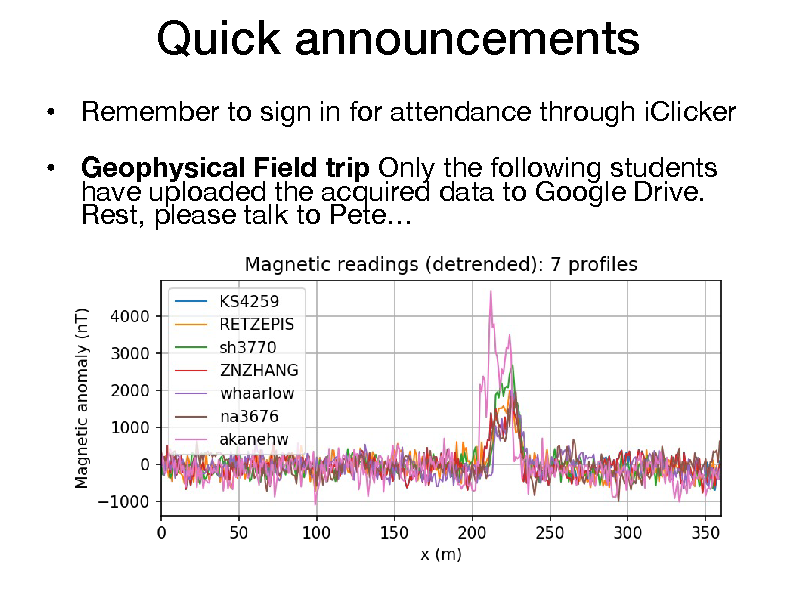 Quick announcements
• Remember to sign in for attendance through iClicker
• Geophysical Field trip Only the following students
have uploaded the acquired data to Google Drive.
Rest, please talk to Pete…
Magnetic readings (detrended): 7 profiles
Magnetic anomaly (nT)
4000
3000
2000
1000
0
−1000
KS4259
RETZEPIS
sh3770
ZNZHANG
whaarlow
na3676
akanehw
0 50 100 150 200 250 300 350
x (m)